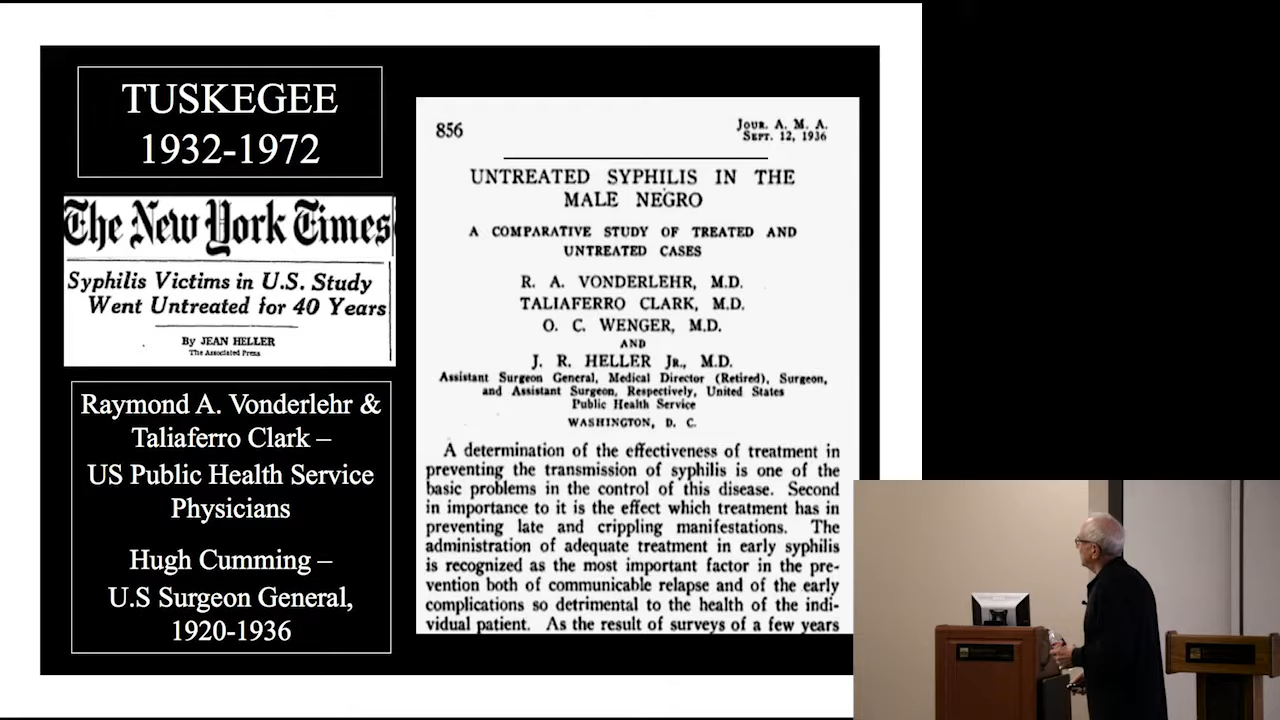 TUSKEGEE
1932-1972
The New York Times
Syphilis Victims in U.S. Study
Went Untreated for 40 Years
By JEAN HELLER
The Associated Press
Raymond A. Vonderlehr &
Taliaferro Clark –
US Public Health Service
Physicians
Hugh Cumming –
U.S Surgeon General,
1920-1936
856
Jour. A. M. A.
Sept. 12, 1936
UNTREATED SYPHILIS IN THE
MALE NEGRO
A COMPARATIVE STUDY OF TREATED AND
UNTREATED CASES
R. A. VONDERLEHR, M.D.
TALIAFERRO CLARK, M.D.
O. C. WENGER, M.D.
AND
J. R. HELLER Jr., M.D.
Assistant Surgeon General, Medical Director (Retired), Surgeon,
and Assistant Surgeon, Respectively, United States
Public Health Service
WASHINGTON, D. C.
A determination of the effectiveness of treatment in
preventing the transmission of syphilis is one of the
basic problems in the control of this disease. Second
in importance to it is the effect which treatment has in
preventing late and crippling manifestations. The
administration of adequate treatment in early syphilis
is recognized as the most important factor in the pre-
vention both of communicable relapse and of the early
complications so detrimental to the health of the indi-
vidual patient. As the result of surveys of a few years